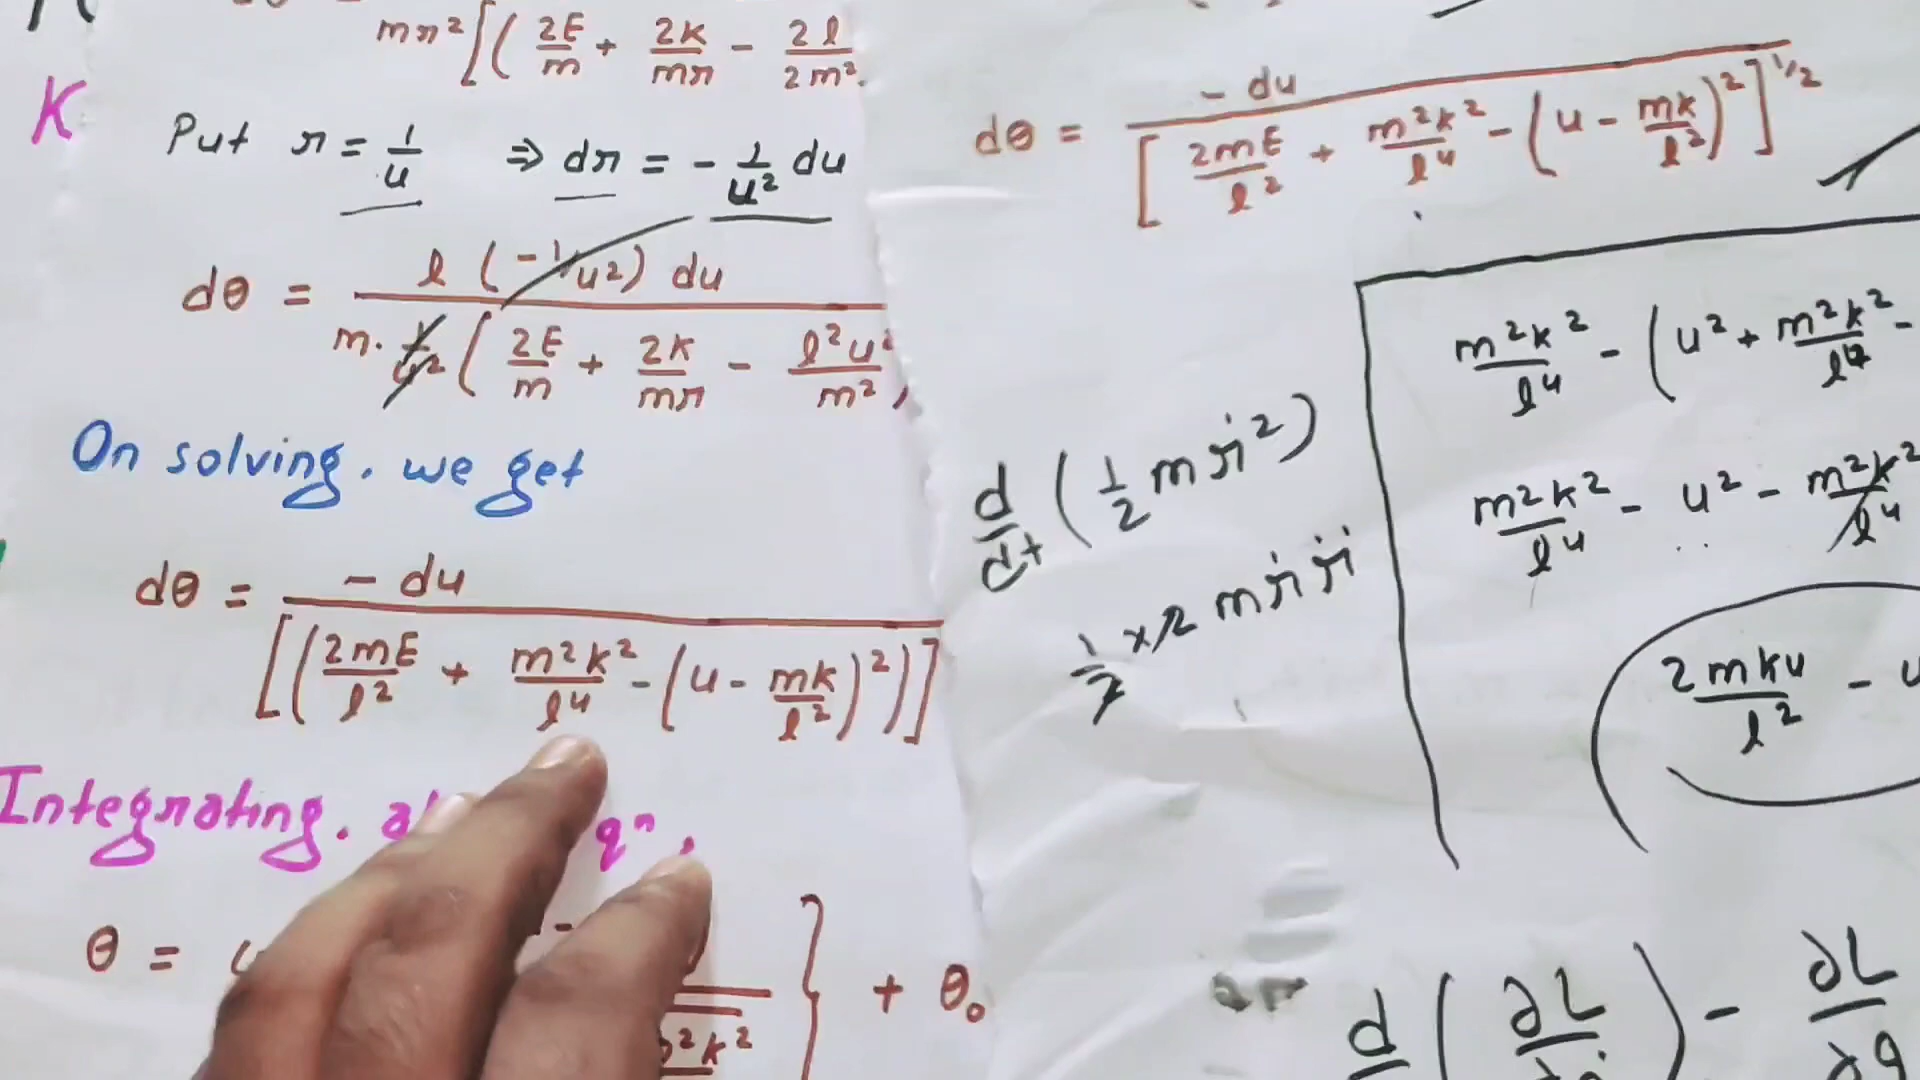 mr²[( 2E/m + 2k/mr - 2l/2m²
K
Put r = 1/u ⇒ dr = - 1/u² du
dθ = l (-1/u²) du / m. 1/u² ( 2E/m + 2k/mr - l²u²/m²
On solving. we get
dθ = - du / [( 2mE/l² + m²k²/l⁴ - (u - mk/l²)²)]
Integrating. qⁿ.
θ = } + θ₀
²k²
dθ = - du / [ 2mE/l² + m²k²/l⁴ - (u - mk/l²)² ]^1/2
m²k²/l⁴ - (u² + m²k²/l⁴ -
m²k²/l⁴ - u² - m²k²/l⁴
2mku/l² - u
d/dt ( 1/2 m ṙ²)
1/2 × 2 m ṙ r̈
d ( ∂L ) - ∂L/∂q